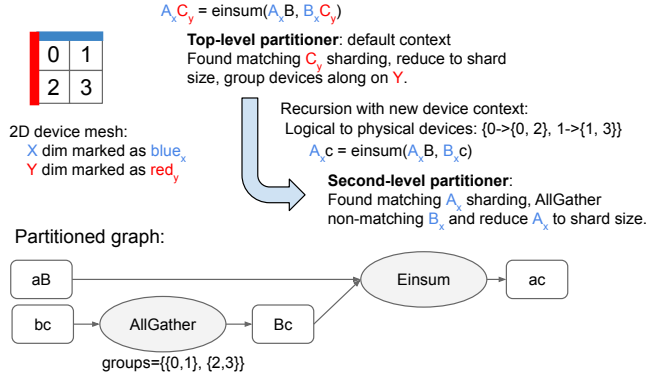 AₓCᵧ = einsum(AₓB, BₓCᵧ)
0 1
2 3
2D device mesh:
X dim marked as blueₓ
Y dim marked as redᵧ
Top-level partitioner: default context
Found matching Cᵧ sharding, reduce to shard
size, group devices along on Y.
Recursion with new device context:
Logical to physical devices: {0->{0, 2}, 1->{1, 3}}
Aₓc = einsum(AₓB, Bₓc)
Second-level partitioner:
Found matching Aₓ sharding, AllGather
non-matching Bₓ and reduce Aₓ to shard size.
Partitioned graph:
aB
Einsum
ac
bc
AllGather
Bc
groups={{0,1}, {2,3}}